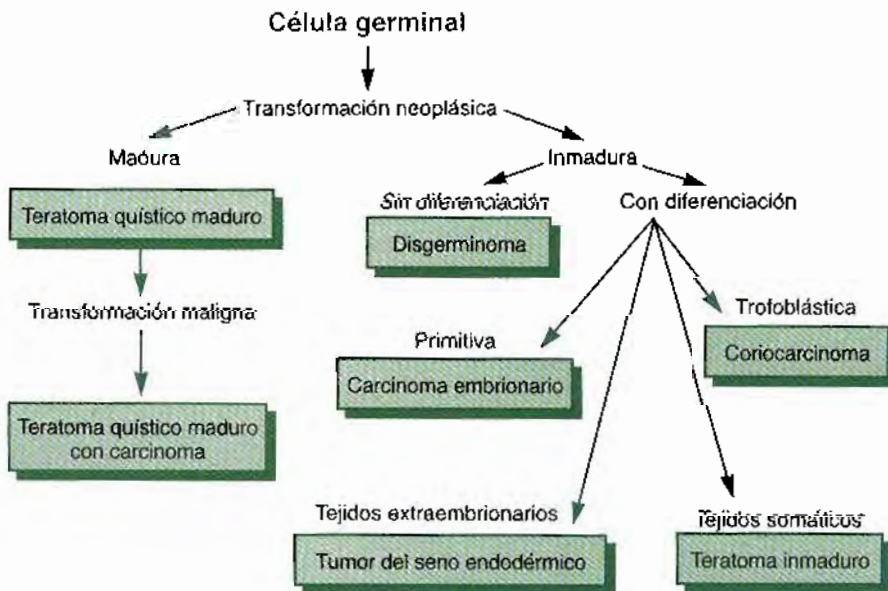 Célula germinal
Transformación neoplásica
Madura
Inmadura
Teratoma quístico maduro
Sin diferenciación
Con diferenciación
Disgerminoma
Transformación maligna
Trofoblástica
Primitiva
Coriocarcinoma
Carcinoma embrionario
Teratoma quístico maduro
con carcinoma
Tejidos extraembrionarios
Tejidos somáticos
Tumor del seno endodérmico
Teratoma inmaduro